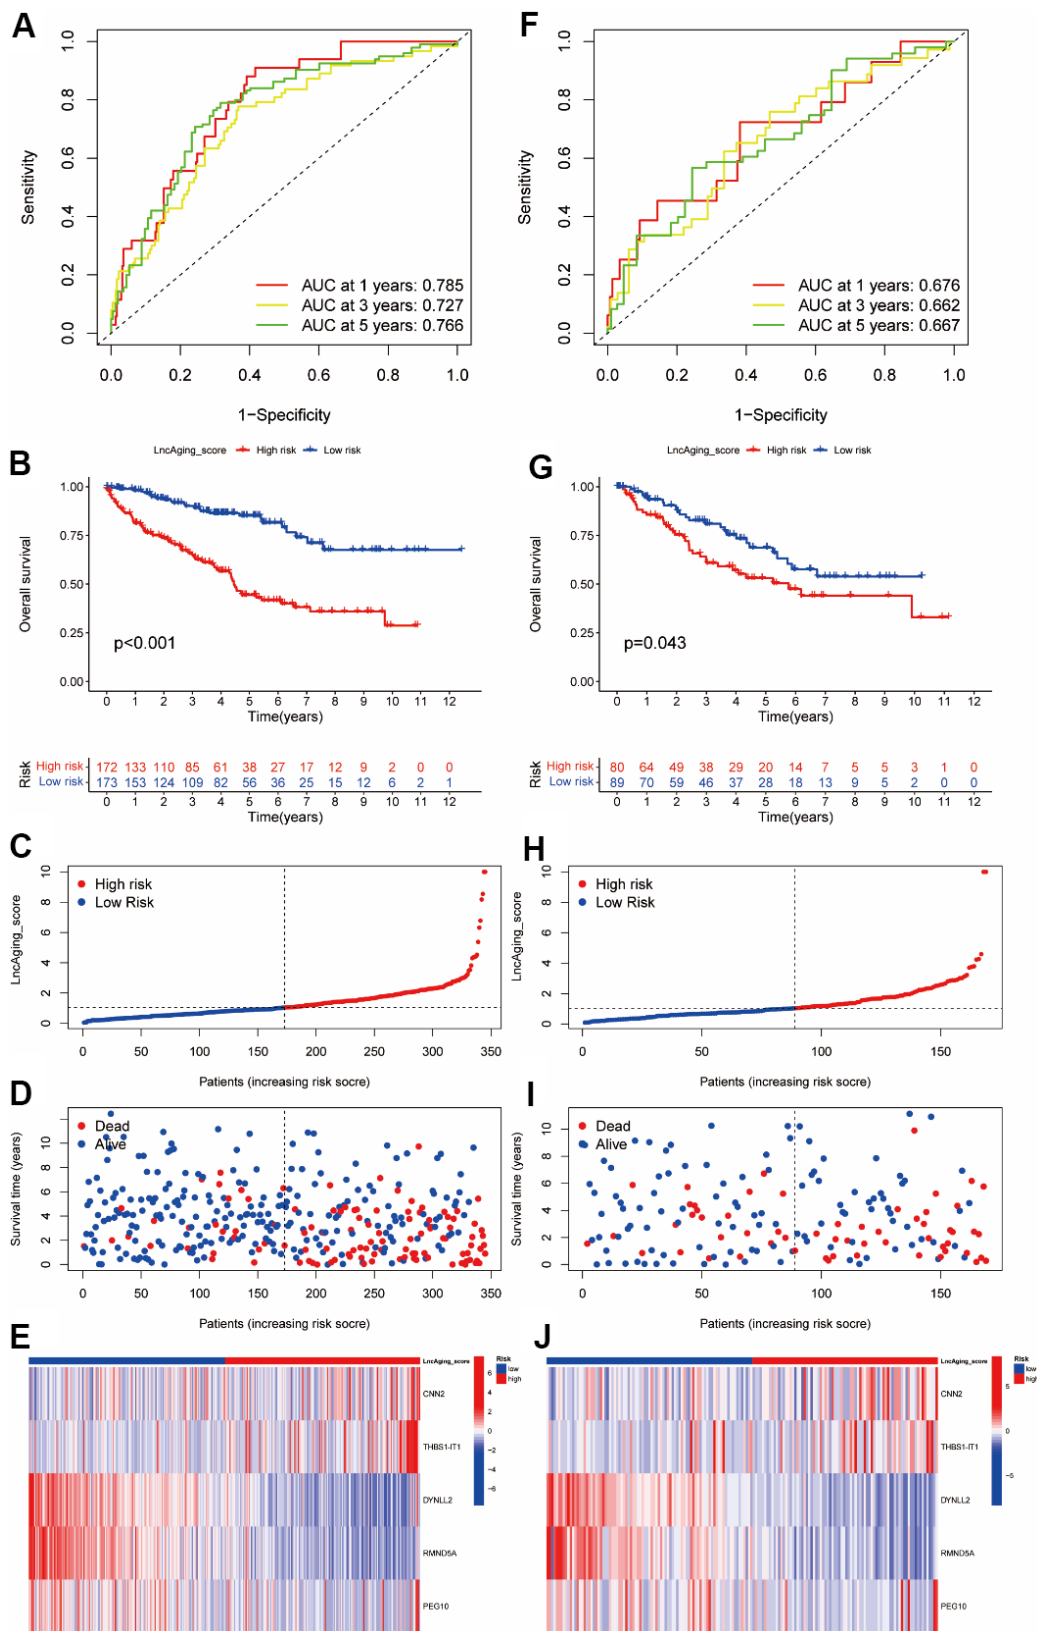 A
1.0
0.8
0.6
0.4
0.2
0.0
Sensitivity
AUC at 1 years: 0.785
AUC at 3 years: 0.727
AUC at 5 years: 0.766
0.0 0.2 0.4 0.6 0.8 1.0
1−Specificity
F
1.0
0.8
0.6
0.4
0.2
0.0
Sensitivity
AUC at 1 years: 0.676
AUC at 3 years: 0.662
AUC at 5 years: 0.667
0.0 0.2 0.4 0.6 0.8 1.0
1−Specificity
B
LncAging_score High risk Low risk
1.00
0.75
0.50
0.25
0.00
Overall survival
p<0.001
0 1 2 3 4 5 6 7 8 9 10 11 12
Time(years)
Risk
High risk 172 133 110 85 61 38 27 17 12 9 2 0 0
Low risk 173 153 124 109 82 56 36 25 15 12 6 2 1
0 1 2 3 4 5 6 7 8 9 10 11 12
Time(years)
G
LncAging_score High risk Low risk
1.00
0.75
0.50
0.25
0.00
Overall survival
p=0.043
0 1 2 3 4 5 6 7 8 9 10 11 12
Time(years)
Risk
High risk 80 64 49 38 29 20 14 7 5 5 3 1 0
Low risk 89 70 59 46 37 28 18 13 9 5 2 0 0
0 1 2 3 4 5 6 7 8 9 10 11 12
Time(years)
C
10
8
6
4
2
0
LncAging_score
High risk
Low Risk
0 50 100 150 200 250 300 350
Patients (increasing risk socre)
H
10
8
6
4
2
0
LncAging_score
High risk
Low Risk
0 50 100 150
Patients (increasing risk socre)
D
10
8
6
4
2
0
Survival time (years)
Dead
Alive
0 50 100 150 200 250 300 350
Patients (increasing risk socre)
I
10
8
6
4
2
0
Survival time (years)
Dead
Alive
0 50 100 150
Patients (increasing risk socre)
E
LncAging_score
CNN2
THBS1-IT1
DYNLL2
RMND5A
PEG10
6
4
2
0
−2
−4
−6
Risk
low
high
J
LncAging_score
CNN2
THBS1-IT1
DYNLL2
RMND5A
PEG10
5
0
−5
Risk
low
high